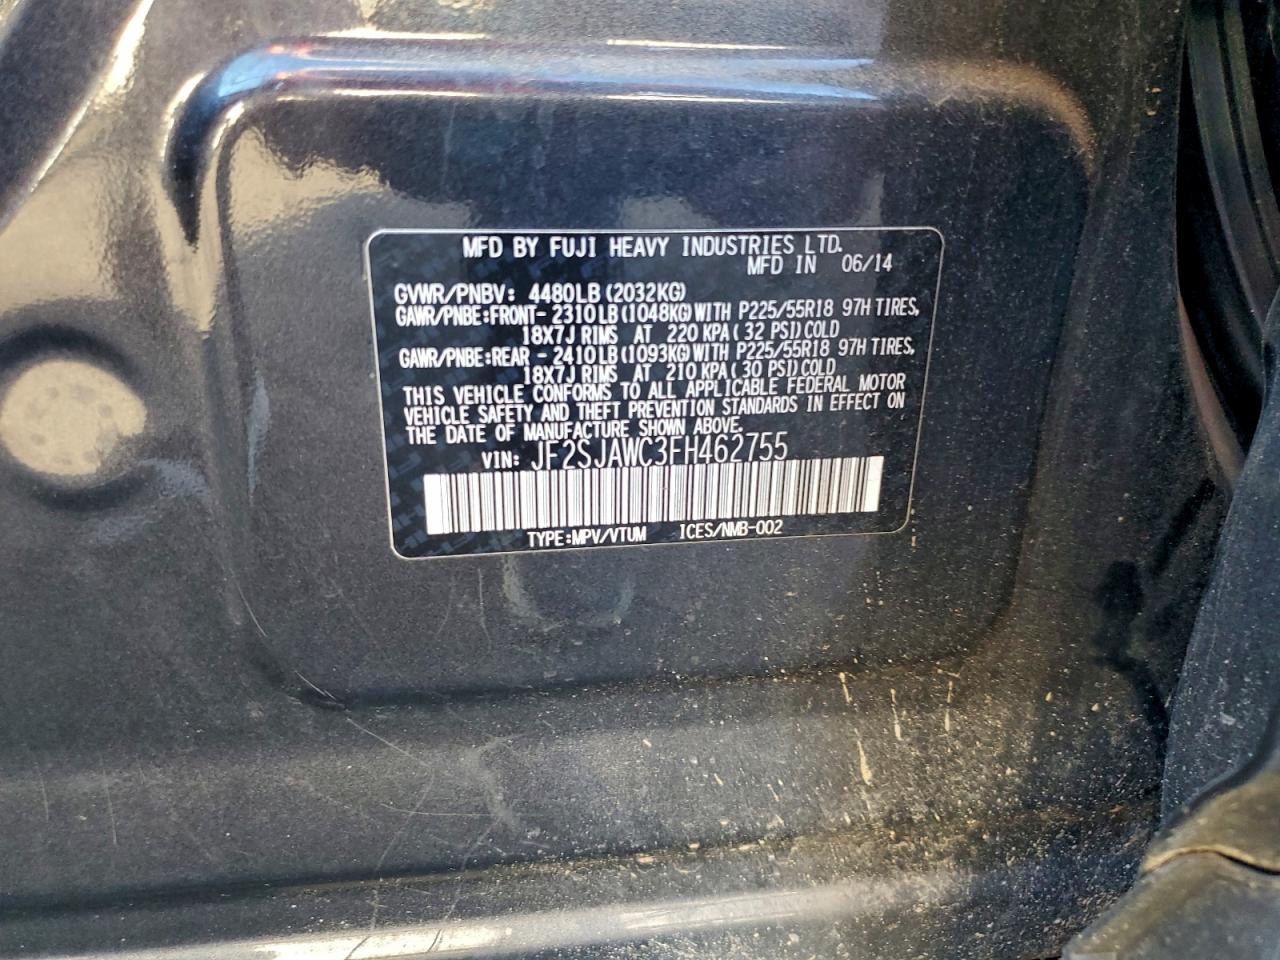 MFD BY FUJI HEAVY INDUSTRIES LTD.
MFD IN 06/14
GVWR/PNBV: 4480LB (2032KG)
GAWR/PNBE:FRONT- 2310LB(1048KG)WITH P225/55R18 97H TIRES,
18X7J RIMS AT 220 KPA( 32 PSI)COLD
GAWR/PNBE:REAR - 2410LB(1093KG)WITH P225/55R18 97H TIRES,
18X7J RIMS AT 210 KPA( 30 PSI)COLD
THIS VEHICLE CONFORMS TO ALL APPLICABLE FEDERAL MOTOR
VEHICLE SAFETY AND THEFT PREVENTION STANDARDS IN EFFECT ON
THE DATE OF MANUFACTURE SHOWN ABOVE.
VIN: JF2SJAWC3FH462755
TYPE:MPV/VTUM ICES/NMB-002